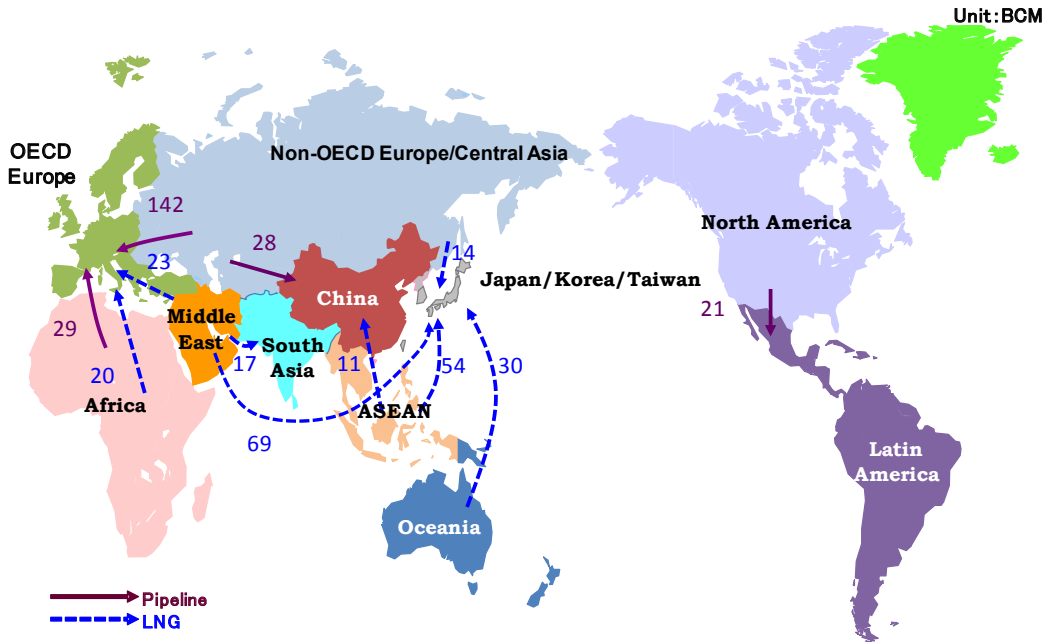 Unit:BCM
OECD
Europe
Non-OECD Europe/Central Asia
142
North America
28
14
23
Japan/Korea/Taiwan
China
21
Middle
East
29
South
Asia
17
11
54
30
20
Africa
ASEAN
69
Latin
America
Oceania
Pipeline
LNG